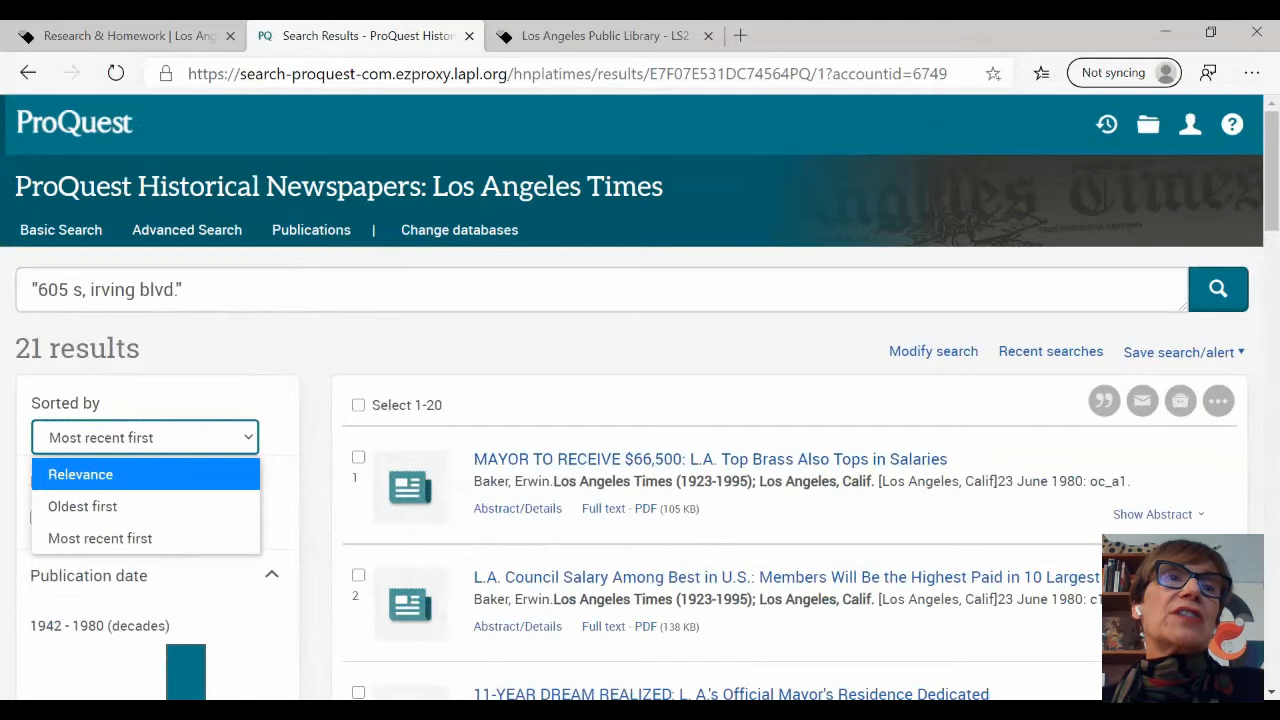 Research & Homework | Los Ang
Search Results - ProQuest Histor
Los Angeles Public Library - LS2
https://search-proquest-com.ezproxy.lapl.org/hnplatimes/results/E7F07E531DC74564PQ/1?accountid=6749
Not syncing
ProQuest
ProQuest Historical Newspapers: Los Angeles Times
Basic Search
Advanced Search
Publications
|
Change databases
"605 s, irving blvd."
21 results
Modify search
Recent searches
Save search/alert
Sorted by
Most recent first
Relevance
Oldest first
Most recent first
Publication date
1942 - 1980 (decades)
Select 1-20
1
MAYOR TO RECEIVE $66,500: L.A. Top Brass Also Tops in Salaries
Baker, Erwin.Los Angeles Times (1923-1995); Los Angeles, Calif. [Los Angeles, Calif]23 June 1980: oc_a1.
Abstract/Details Full text · PDF (105 KB)
Show Abstract
2
L.A. Council Salary Among Best in U.S.: Members Will Be the Highest Paid in 10 Largest
Baker, Erwin.Los Angeles Times (1923-1995); Los Angeles, Calif. [Los Angeles, Calif]23 June 1980: c1
Abstract/Details Full text · PDF (138 KB)
11-YEAR DREAM REALIZED: L. A.'s Official Mayor's Residence Dedicated